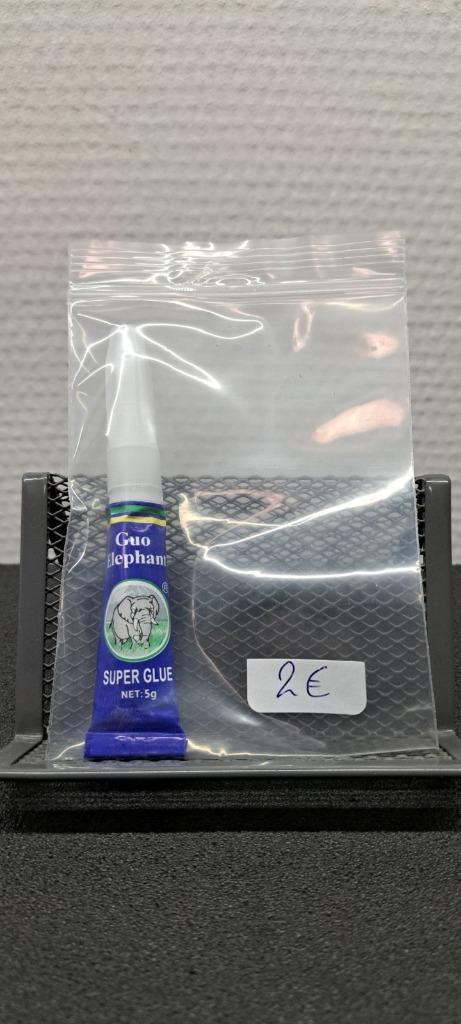 Guo
Elephant
®
SUPER GLUE
NET: 5g
2€